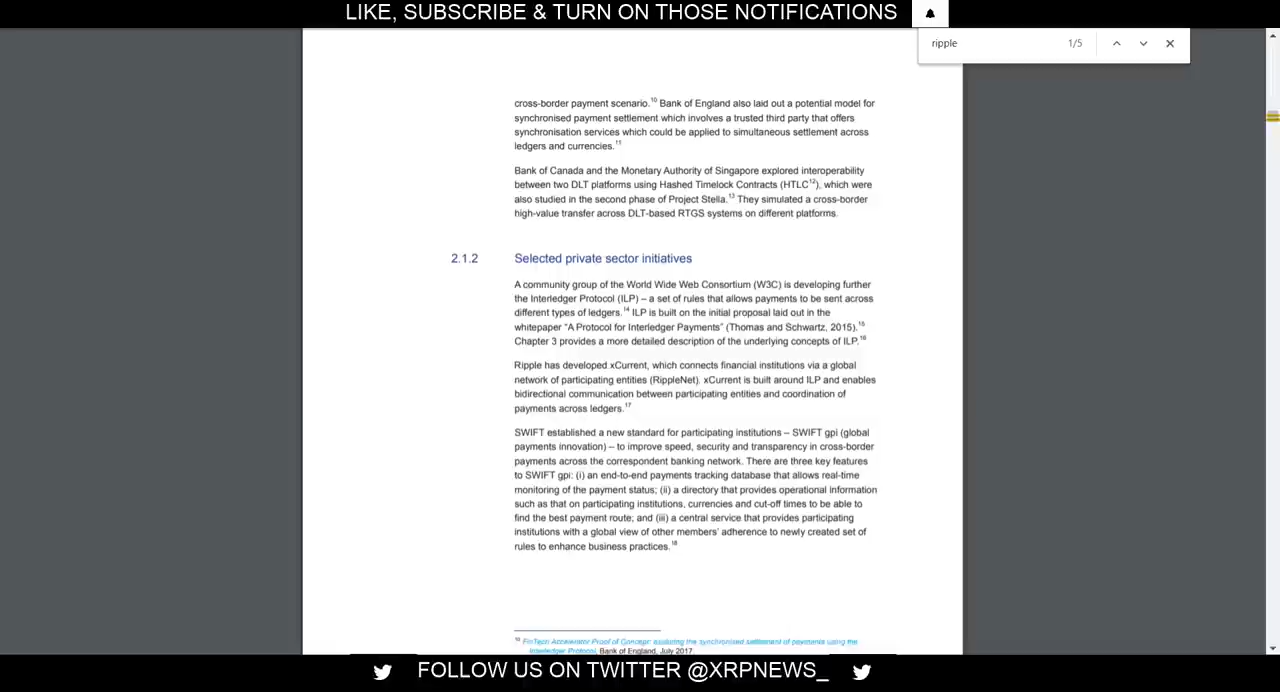 LIKE, SUBSCRIBE & TURN ON THOSE NOTIFICATIONS
ripple 1/5
cross-border payment scenario.10 Bank of England also laid out a potential model for
synchronised payment settlement which involves a trusted third party that offers
synchronisation services which could be applied to simultaneous settlement across
ledgers and currencies.11
Bank of Canada and the Monetary Authority of Singapore explored interoperability
between two DLT platforms using Hashed Timelock Contracts (HTLC12), which were
also studied in the second phase of Project Stella.13 They simulated a cross-border
high-value transfer across DLT-based RTGS systems on different platforms.
2.1.2 Selected private sector initiatives
A community group of the World Wide Web Consortium (W3C) is developing further
the Interledger Protocol (ILP) – a set of rules that allows payments to be sent across
different types of ledgers.14 ILP is built on the initial proposal laid out in the
whitepaper “A Protocol for Interledger Payments” (Thomas and Schwartz, 2015).15
Chapter 3 provides a more detailed description of the underlying concepts of ILP.16
Ripple has developed xCurrent, which connects financial institutions via a global
network of participating entities (RippleNet). xCurrent is built around ILP and enables
bidirectional communication between participating entities and coordination of
payments across ledgers.17
SWIFT established a new standard for participating institutions – SWIFT gpi (global
payments innovation) – to improve speed, security and transparency in cross-border
payments across the correspondent banking network. There are three key features
to SWIFT gpi: (i) an end-to-end payments tracking database that allows real-time
monitoring of the payment status; (ii) a directory that provides operational information
such as that on participating institutions, currencies and cut-off times to be able to
find the best payment route; and (iii) a central service that provides participating
institutions with a global view of other members’ adherence to newly created set of
rules to enhance business practices.18
10 FinTech Accelerator Proof of Concept: exploring the synchronised settlement of payments using the
Interledger Protocol, Bank of England, July 2017.
FOLLOW US ON TWITTER @XRPNEWS_